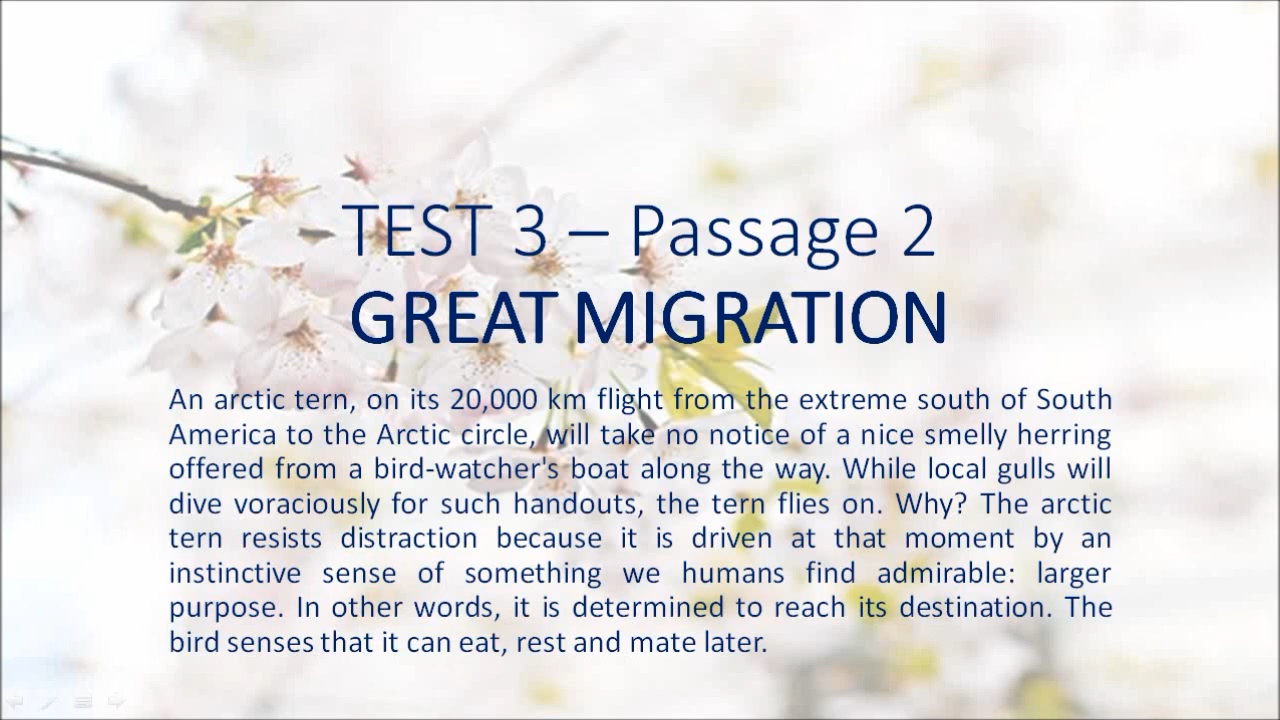 TEST 3 – Passage 2
GREAT MIGRATION
An arctic tern, on its 20,000 km flight from the extreme south of South
America to the Arctic circle, will take no notice of a nice smelly herring
offered from a bird-watcher's boat along the way. While local gulls will
dive voraciously for such handouts, the tern flies on. Why? The arctic
tern resists distraction because it is driven at that moment by an
instinctive sense of something we humans find admirable: larger
purpose. In other words, it is determined to reach its destination. The
bird senses that it can eat, rest and mate later.